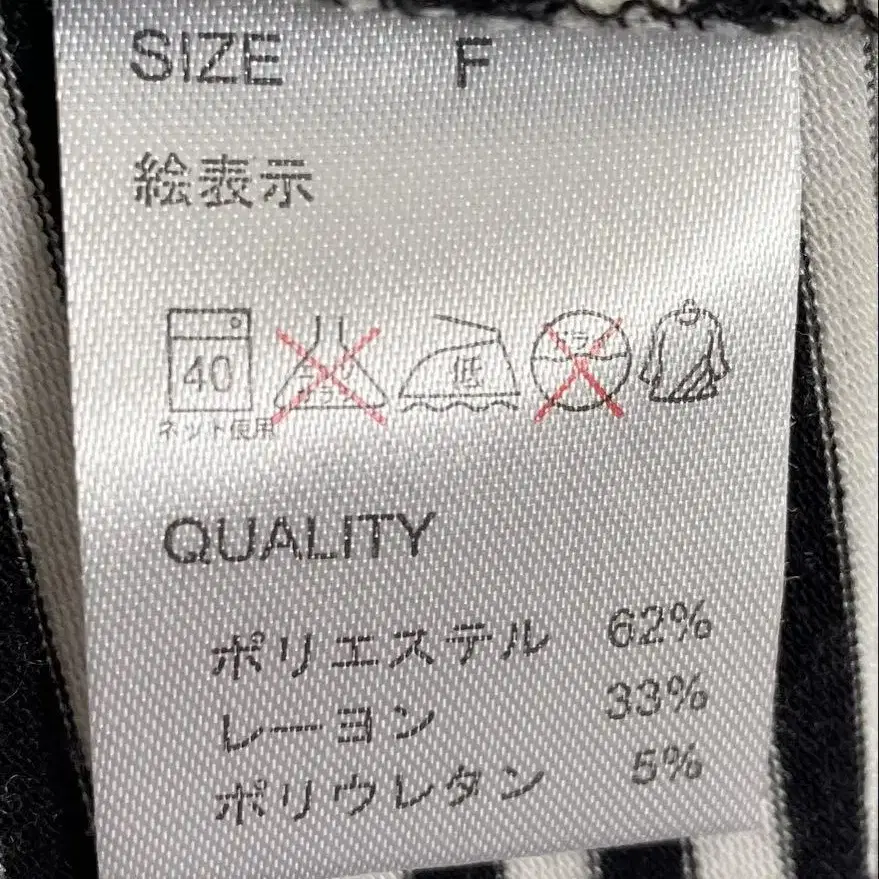 SIZE F
絵表示
40
ネット使用
低
QUALITY
ポリエステル 62%
レーヨン 33%
ポリウレタン 5%